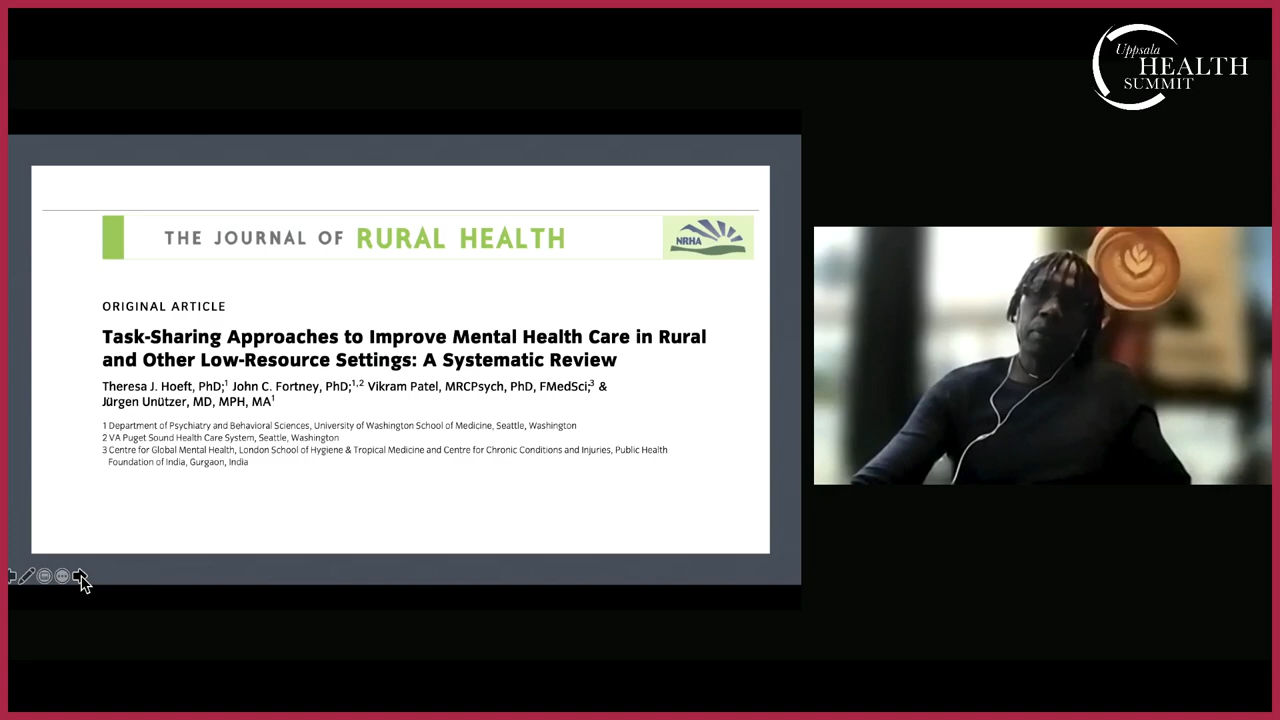 Uppsala
HEALTH
SUMMIT
THE JOURNAL OF RURAL HEALTH
NRHA
ORIGINAL ARTICLE
Task-Sharing Approaches to Improve Mental Health Care in Rural
and Other Low-Resource Settings: A Systematic Review
Theresa J. Hoeft, PhD;1 John C. Fortney, PhD;1,2 Vikram Patel, MRCPsych, PhD, FMedSci;3 &
Jürgen Unützer, MD, MPH, MA1
1 Department of Psychiatry and Behavioral Sciences, University of Washington School of Medicine, Seattle, Washington
2 VA Puget Sound Health Care System, Seattle, Washington
3 Centre for Global Mental Health, London School of Hygiene & Tropical Medicine and Centre for Chronic Conditions and Injuries, Public Health
Foundation of India, Gurgaon, India